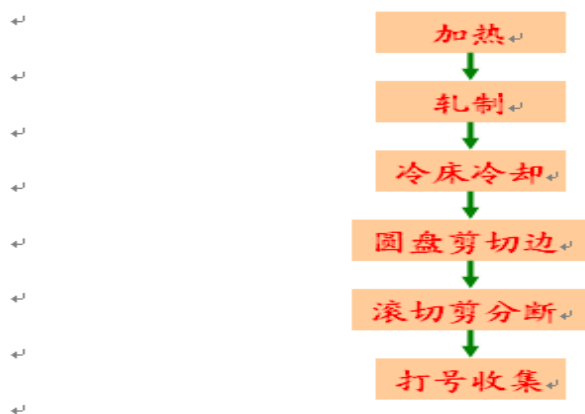 加热
轧制
冷床冷却
圆盘剪切边
滚切剪分断
打号收集